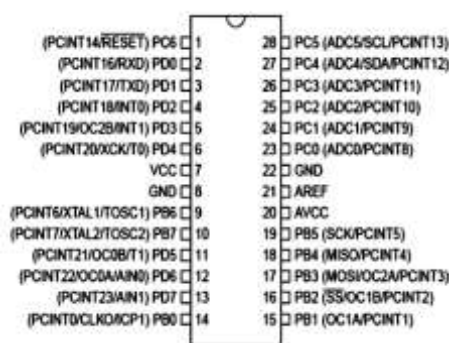 (PCINT14/RESET) PC6 1 28 PC5 (ADC5/SCL/PCINT13)
(PCINT16/RXD) PD0 2 27 PC4 (ADC4/SDA/PCINT12)
(PCINT17/TXD) PD1 3 26 PC3 (ADC3/PCINT11)
(PCINT18/INT0) PD2 4 25 PC2 (ADC2/PCINT10)
(PCINT19/OC2B/INT1) PD3 5 24 PC1 (ADC1/PCINT9)
(PCINT20/XCK/T0) PD4 6 23 PC0 (ADC0/PCINT8)
VCC 7 22 GND
GND 8 21 AREF
(PCINT6/XTAL1/TOSC1) PB6 9 20 AVCC
(PCINT7/XTAL2/TOSC2) PB7 10 19 PB5 (SCK/PCINT5)
(PCINT21/OC0B/T1) PD5 11 18 PB4 (MISO/PCINT4)
(PCINT22/OC0A/AIN0) PD6 12 17 PB3 (MOSI/OC2A/PCINT3)
(PCINT23/AIN1) PD7 13 16 PB2 (SS/OC1B/PCINT2)
(PCINT0/CLKO/ICP1) PB0 14 15 PB1 (OC1A/PCINT1)